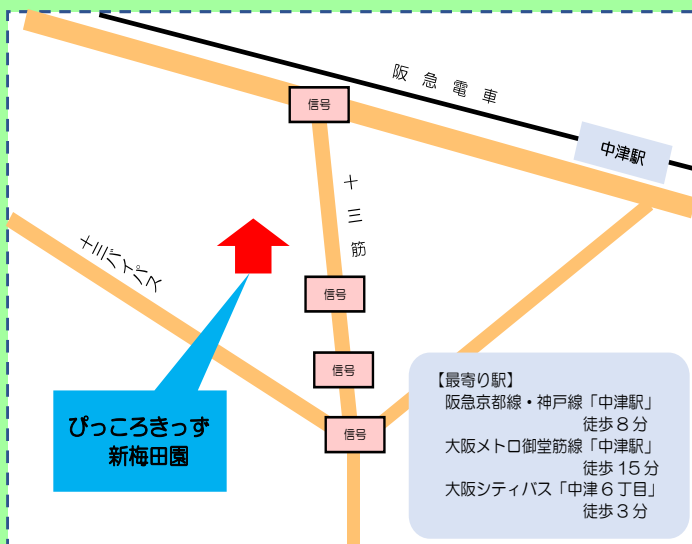 阪急電車
信号
中津駅
十三筋
十三バイパス
信号
信号
信号
ぴっころきっず
新梅田園
【最寄り駅】
阪急京都線・神戸線「中津駅」
徒歩8分
大阪メトロ御堂筋線「中津駅」
徒歩15分
大阪シティバス「中津6丁目」
徒歩3分